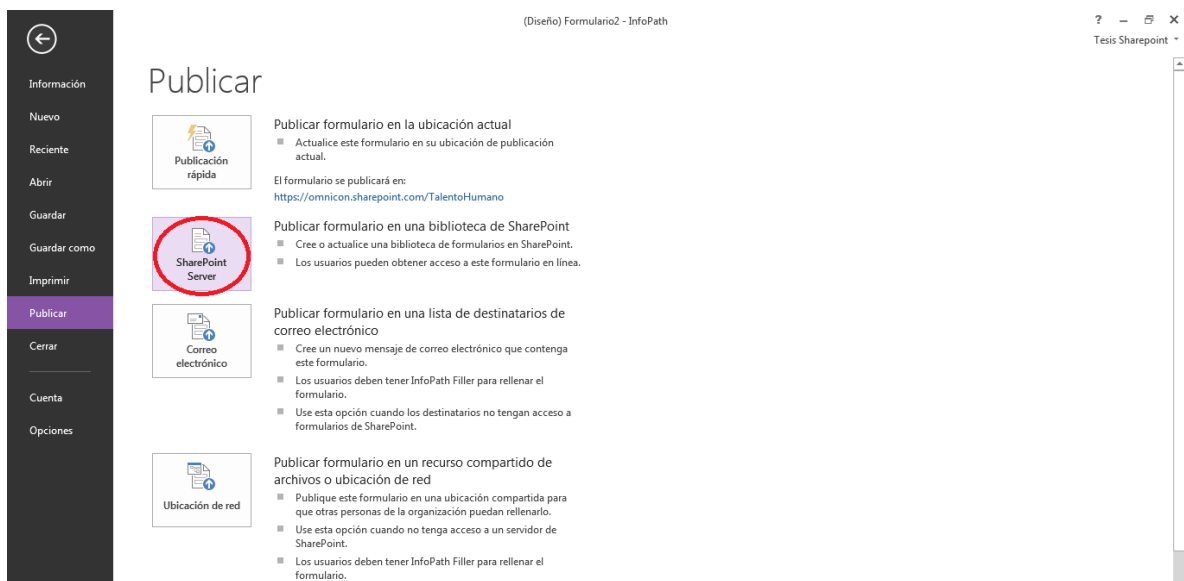 (Diseño) Formulario2 - InfoPath
?
Tesis Sharepoint
Información
Nuevo
Reciente
Abrir
Guardar
Guardar como
Imprimir
Publicar
Cerrar
Cuenta
Opciones
Publicar
Publicación
rápida
Publicar formulario en la ubicación actual
Actualice este formulario en su ubicación de publicación
actual.
El formulario se publicará en:
https://omnicon.sharepoint.com/TalentoHumano
SharePoint
Server
Publicar formulario en una biblioteca de SharePoint
Cree o actualice una biblioteca de formularios en SharePoint.
Los usuarios pueden obtener acceso a este formulario en línea.
Correo
electrónico
Publicar formulario en una lista de destinatarios de
correo electrónico
Cree un nuevo mensaje de correo electrónico que contenga
este formulario.
Los usuarios deben tener InfoPath Filler para rellenar el
formulario.
Use esta opción cuando los destinatarios no tengan acceso a
formularios de SharePoint.
Ubicación de red
Publicar formulario en un recurso compartido de
archivos o ubicación de red
Publique este formulario en una ubicación compartida para
que otras personas de la organización puedan rellenarlo.
Use esta opción cuando no tenga acceso a un servidor de
SharePoint.
Los usuarios deben tener InfoPath Filler para rellenar el
formulario.